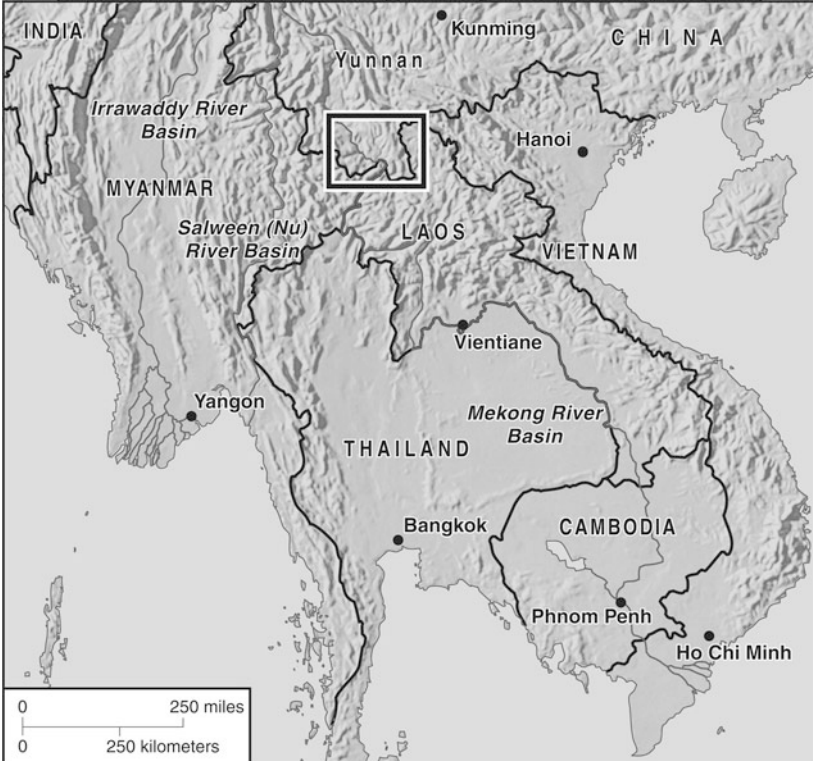 INDIA
Kunming
CHINA
Yunnan
Irrawaddy River
Basin
Hanoi
MYANMAR
Salween (Nu)
River Basin
LAOS
VIETNAM
Vientiane
Yangon
Mekong River
Basin
THAILAND
Bangkok
CAMBODIA
Phnom Penh
Ho Chi Minh
0 250 miles
0 250 kilometers